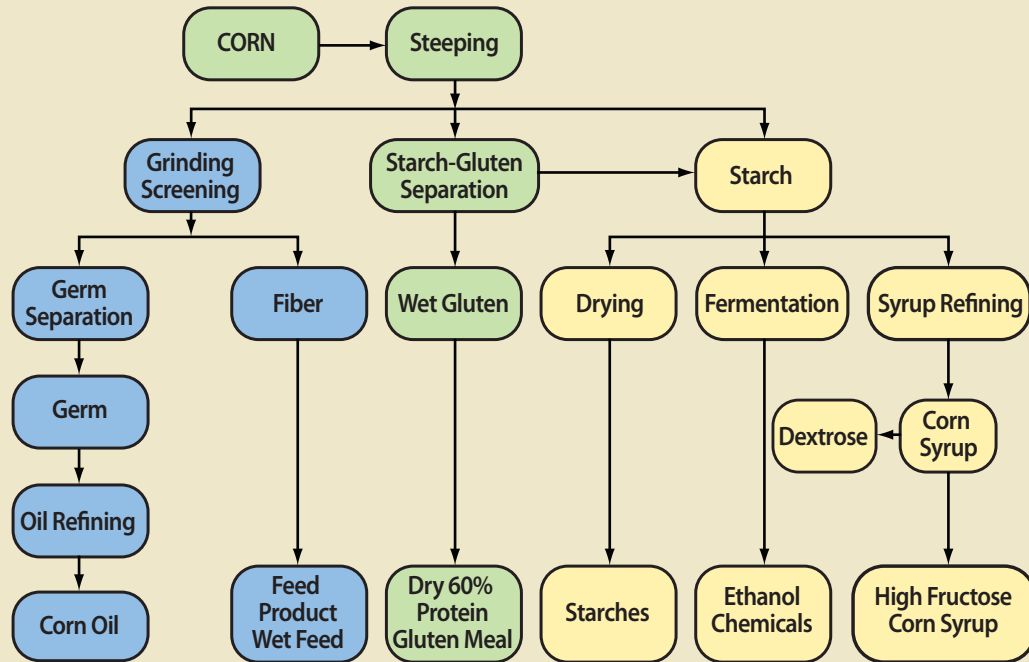 CORN
Steeping
Grinding
Screening
Starch-Gluten
Separation
Starch
Germ
Separation
Fiber
Wet Gluten
Drying
Fermentation
Syrup Refining
Germ
Dextrose
Corn
Syrup
Oil Refining
Corn Oil
Feed
Product
Wet Feed
Dry 60%
Protein
Gluten Meal
Starches
Ethanol
Chemicals
High Fructose
Corn Syrup